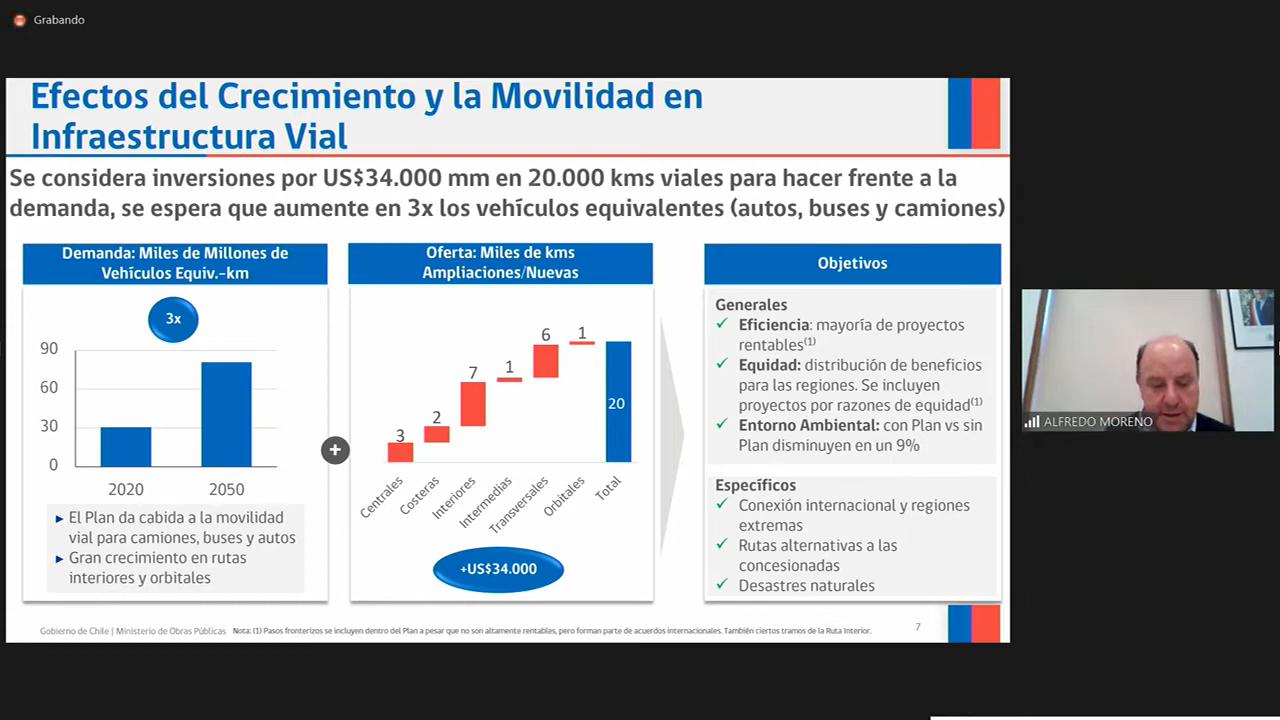 Grabando
Efectos del Crecimiento y la Movilidad en
Infraestructura Vial
Se considera inversiones por US$34.000 mm en 20.000 kms viales para hacer frente a la
demanda, se espera que aumente en 3x los vehículos equivalentes (autos, buses y camiones)
Demanda: Miles de Millones de
Vehículos Equiv.-km
3x
90
60
30
0
2020
2050
► El Plan da cabida a la movilidad
vial para camiones, buses y autos
► Gran crecimiento en rutas
interiores y orbitales
+
Oferta: Miles de kms
Ampliaciones/Nuevas
3
2
7
1
6
1
20
Centrales
Costeras
Interiores
Intermedias
Transversales
Orbitales
Total
+US$34.000
Objetivos
Generales
✓ Eficiencia: mayoría de proyectos
rentables(1)
✓ Equidad: distribución de beneficios
para las regiones. Se incluyen
proyectos por razones de equidad(1)
✓ Entorno Ambiental: con Plan vs sin
Plan disminuyen en un 9%
Específicos
✓ Conexión internacional y regiones
extremas
✓ Rutas alternativas a las
concesionadas
✓ Desastres naturales
Gobierno de Chile | Ministerio de Obras Públicas
Nota: (1) Pasos fronterizos se incluyen dentro del Plan a pesar que no son altamente rentables, pero forman parte de acuerdos internacionales. También ciertos tramos de la Ruta Interior.
7
ALFREDO MORENO